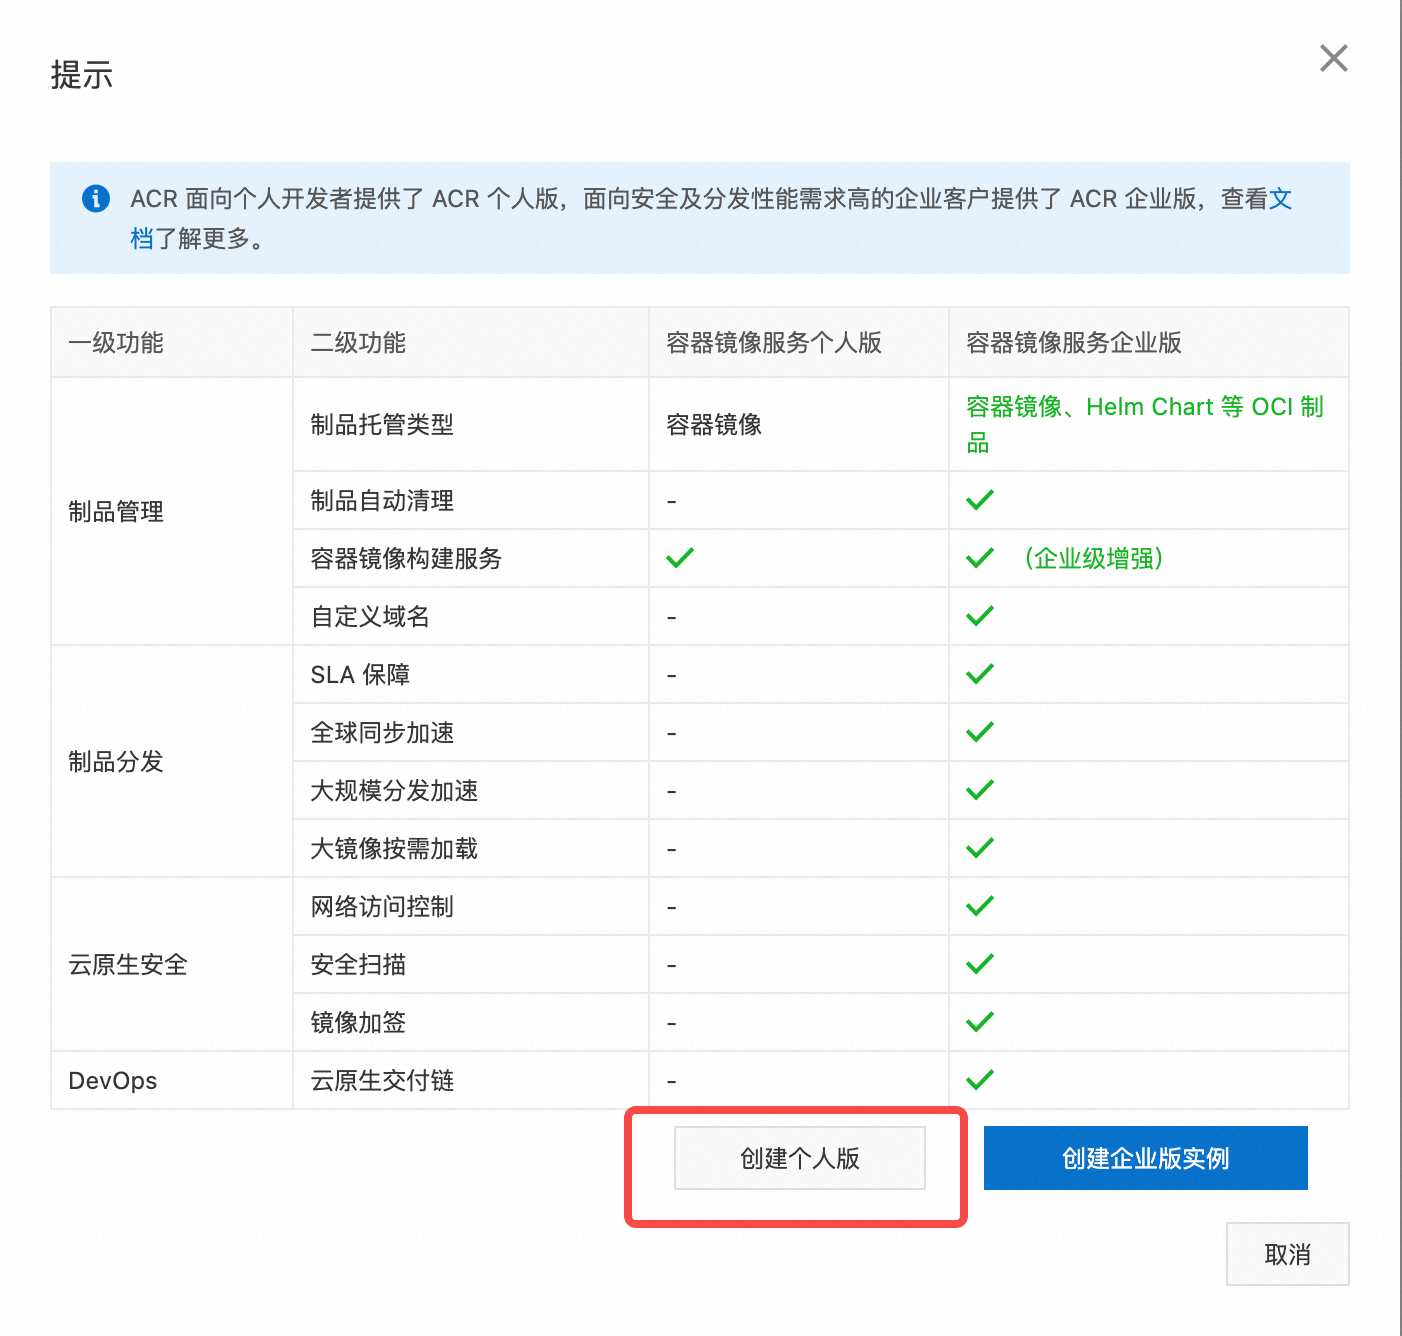 提示
ACR 面向个人开发者提供了 ACR 个人版，面向安全及分发性能需求高的企业客户提供了 ACR 企业版，查看文
档了解更多。
一级功能 二级功能 容器镜像服务个人版 容器镜像服务企业版
制品管理
制品托管类型 容器镜像 容器镜像、Helm Chart 等 OCI 制
品
制品自动清理 -
容器镜像构建服务 （企业级增强）
自定义域名 -
制品分发
SLA 保障 -
全球同步加速 -
大规模分发加速 -
大镜像按需加载 -
云原生安全
网络访问控制 -
安全扫描 -
镜像加签 -
DevOps 云原生交付链 -
创建个人版 创建企业版实例
取消